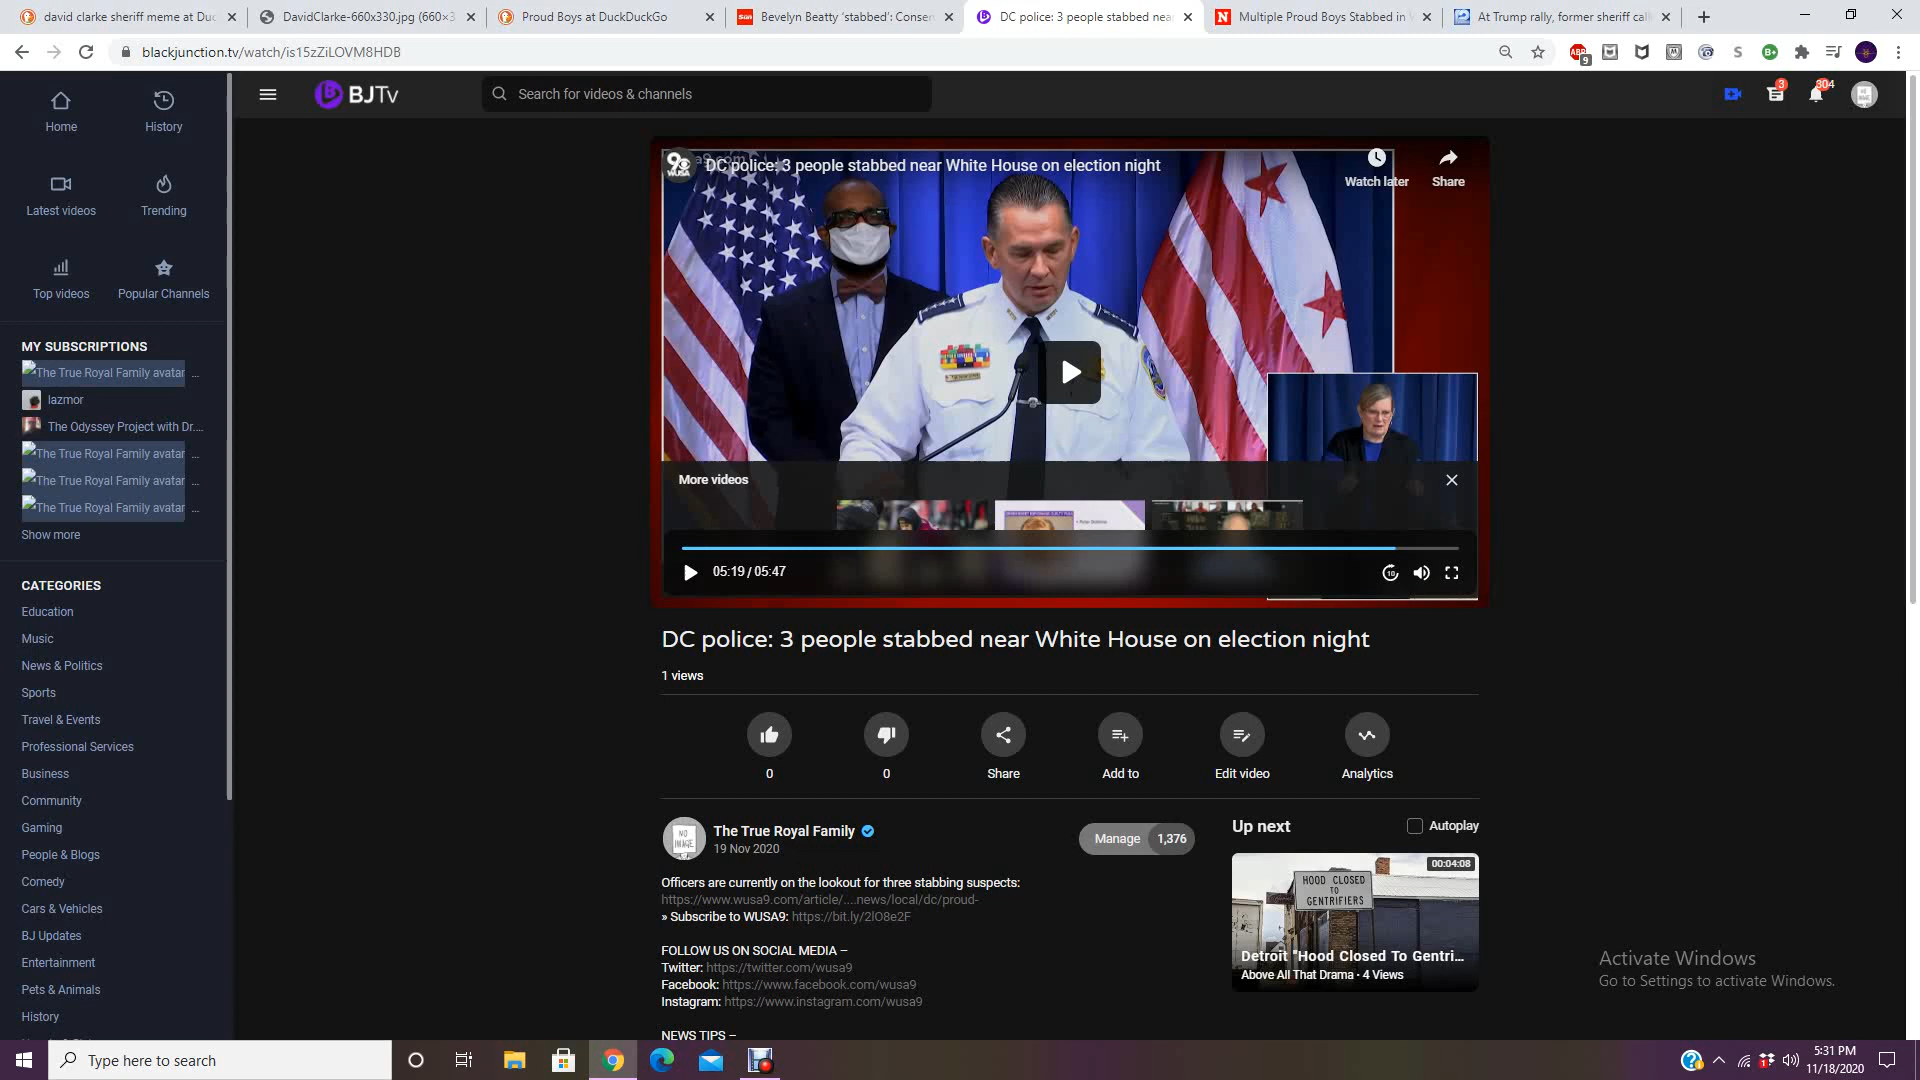 david clarke sheriff meme at Duc
DavidClarke-660x330.jpg (660×3
Proud Boys at DuckDuckGo
Bevelyn Beatty 'stabbed': Conser
DC police: 3 people stabbed nea
Multiple Proud Boys Stabbed in
At Trump rally, former sheriff call
blackjunction.tv/watch/is15zZiLOVM8HDB
Home
History
BJTv
Search for videos & channels
3
304
Latest videos
Trending
Top videos
Popular Channels
MY SUBSCRIPTIONS
The True Royal Family avatar ...
lazmor
The Odyssey Project with Dr....
The True Royal Family avatar ...
The True Royal Family avatar ...
The True Royal Family avatar ...
Show more
CATEGORIES
Education
Music
News & Politics
Sports
Travel & Events
Professional Services
Business
Community
Gaming
People & Blogs
Comedy
Cars & Vehicles
BJ Updates
Entertainment
Pets & Animals
History
DC police: 3 people stabbed near White House on election night
Watch later
Share
More videos
05:19 / 05:47
DC police: 3 people stabbed near White House on election night
1 views
0
0
Share
Add to
Edit video
Analytics
NO IMAGE
The True Royal Family
19 Nov 2020
Manage 1,376
Officers are currently on the lookout for three stabbing suspects:
https://www.wusa9.com/article/....news/local/dc/proud-
» Subscribe to WUSA9: https://bit.ly/2lO8e2F
FOLLOW US ON SOCIAL MEDIA –
Twitter: https://twitter.com/wusa9
Facebook: https://www.facebook.com/wusa9
Instagram: https://www.instagram.com/wusa9
NEWS TIPS –
Up next
Autoplay
00:04:08
HOOD CLOSED
TO
GENTRIFIERS
Detroit "Hood Closed To Gentri...
Above All That Drama · 4 Views
Activate Windows
Go to Settings to activate Windows.
Type here to search
5:31 PM
11/18/2020